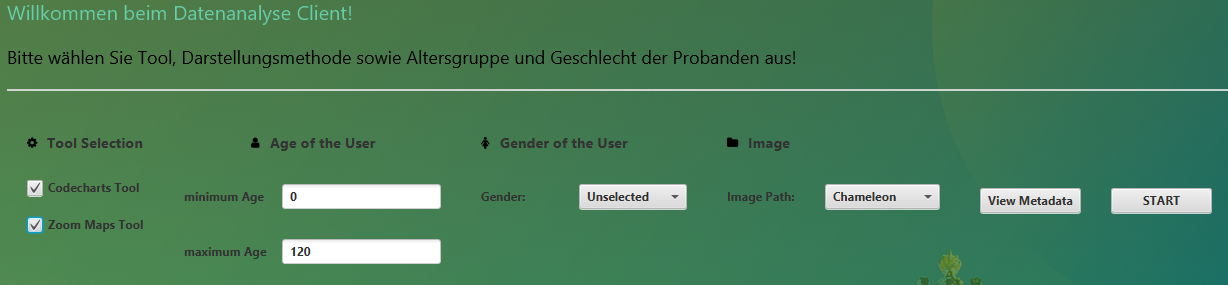 Willkommen beim Datenanalyse Client!
Bitte wählen Sie Tool, Darstellungsmethode sowie Altersgruppe und Geschlecht der Probanden aus!
Tool Selection Age of the User Gender of the User Image
Codecharts Tool minimum Age 0 Gender: Unselected Image Path: Chameleon View Metadata START
Zoom Maps Tool
maximum Age 120